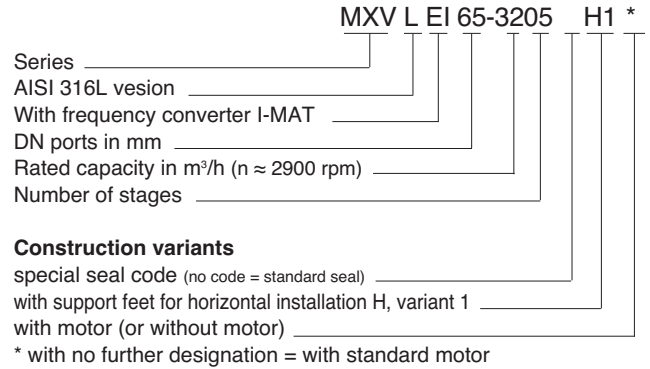 MXV L EI 65-3205 H1 *
Series
AISI 316L vesion
With frequency converter I-MAT
DN ports in mm
Rated capacity in m³/h (n ≈ 2900 rpm)
Number of stages
Construction variants
special seal code (no code = standard seal)
with support feet for horizontal installation H, variant 1
with motor (or without motor)
* with no further designation = with standard motor